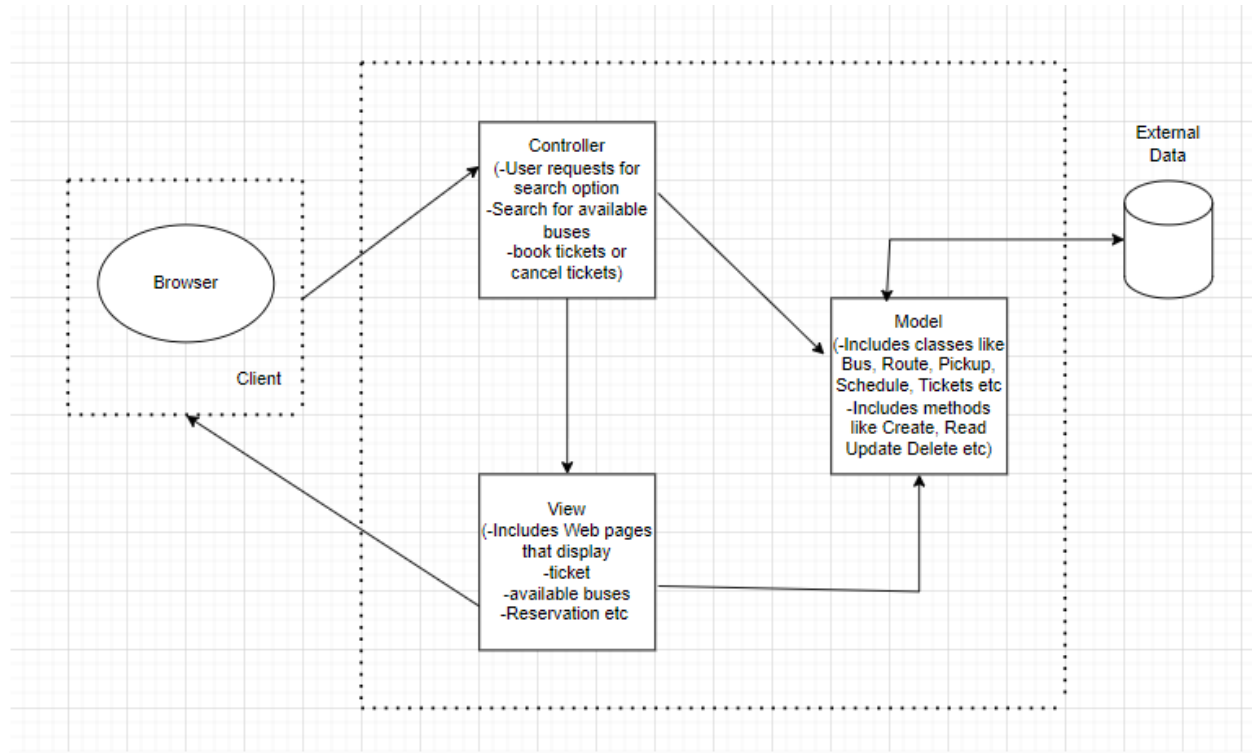 Browser
Client
Controller
(-User requests for
search option
-Search for available
buses
-book tickets or
cancel tickets)
View
(-Includes Web pages
that display
-ticket
-available buses
-Reservation etc
Model
(-Includes classes like
Bus, Route, Pickup,
Schedule, Tickets etc
-Includes methods
like Create, Read
Update Delete etc)
External
Data